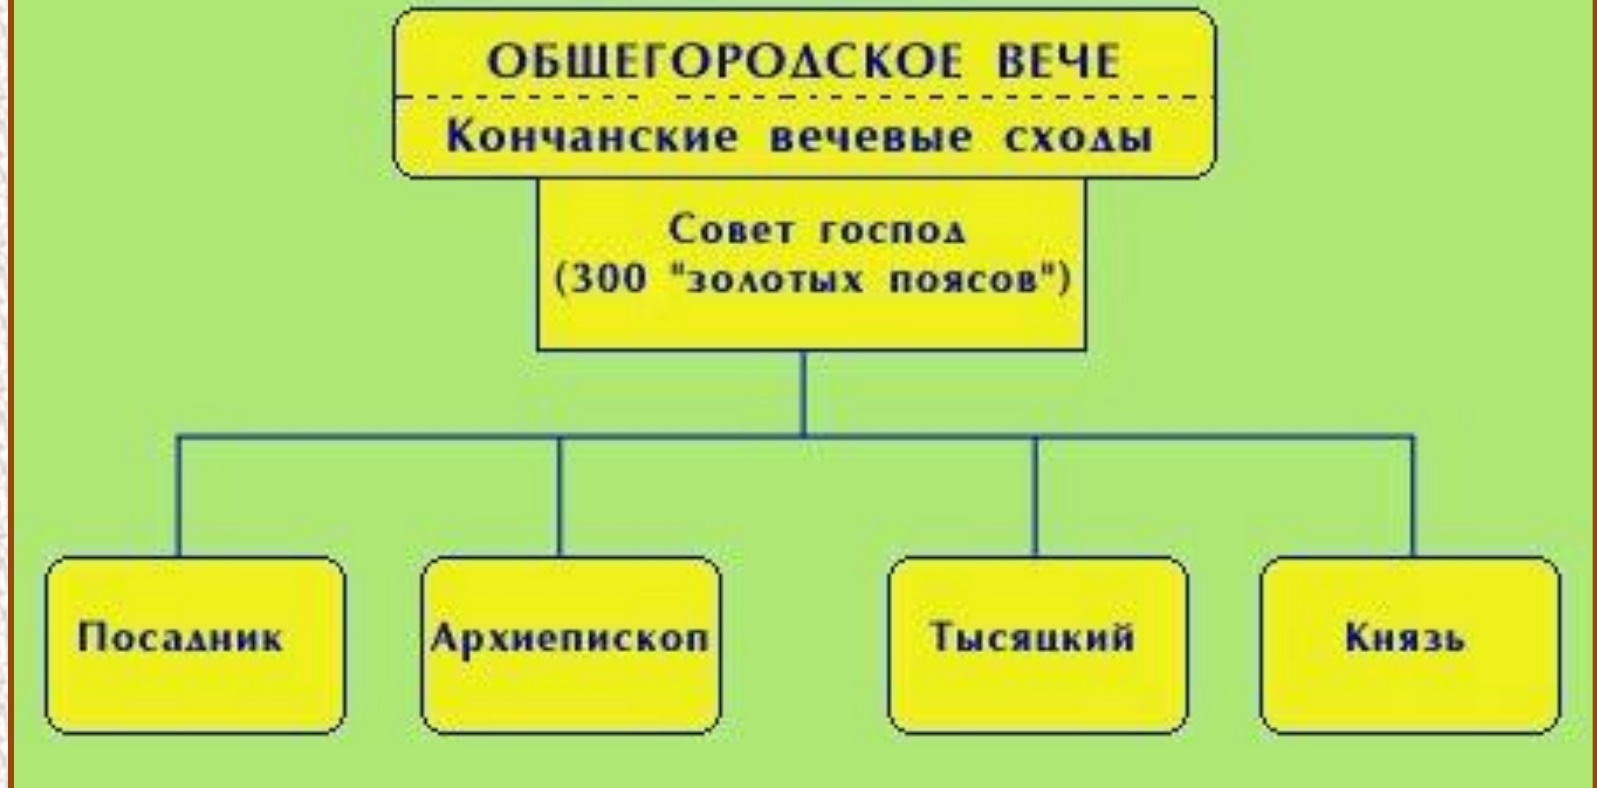 ОБЩЕГОРОДСКОЕ ВЕЧЕ
Кончанские вечевые сходы
Совет господ
(300 "золотых поясов")
Посадник
Архиепископ
Тысяцкий
Князь